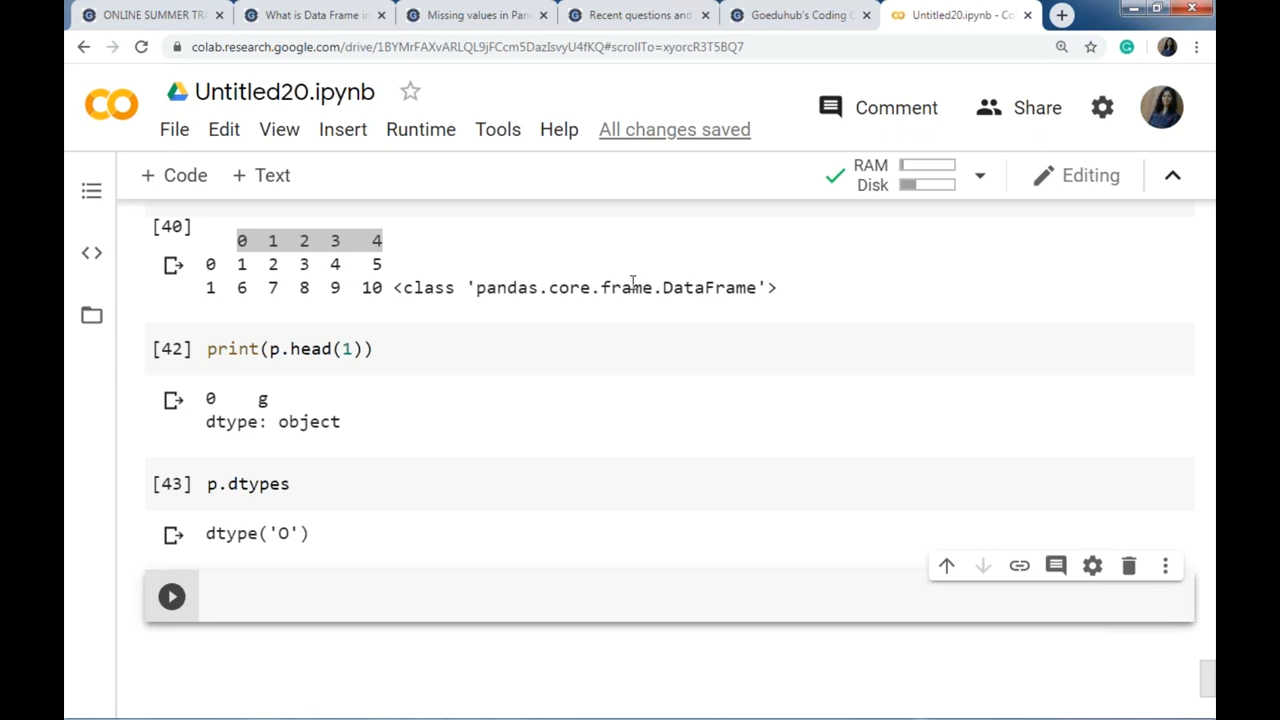 ONLINE SUMMER TRA
What is Data Frame in
Missing values in Pan
Recent questions and
Goeduhub's Coding C
Untitled20.ipynb - Co
colab.research.google.com/drive/1BYMrFAXvARLQL9jFCcm5DazIsvyU4fKQ#scrollTo=xyorcR3T5BQ7
Untitled20.ipynb
Comment
Share
File Edit View Insert Runtime Tools Help All changes saved
+ Code + Text
RAM
Disk
Editing
[40]
0 1 2 3 4
0 1 2 3 4 5
1 6 7 8 9 10 <class 'pandas.core.frame.DataFrame'>
[42] print(p.head(1))
0 g
dtype: object
[43] p.dtypes
dtype('O')